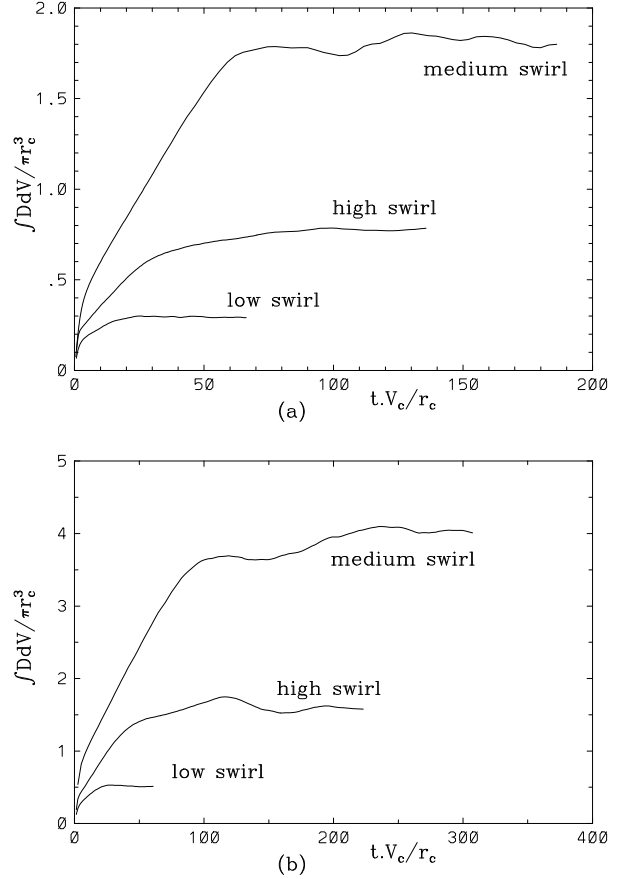 2.0
medium swirl
1.5
∫DdV/πr_c^3
high swirl
1.0
low swirl
.5
0
0 50 100 150 200
t.V_c/r_c
(a)
5
4
medium swirl
∫DdV/πr_c^3
3
2
high swirl
1
low swirl
0
0 100 200 300 400
t.V_c/r_c
(b)